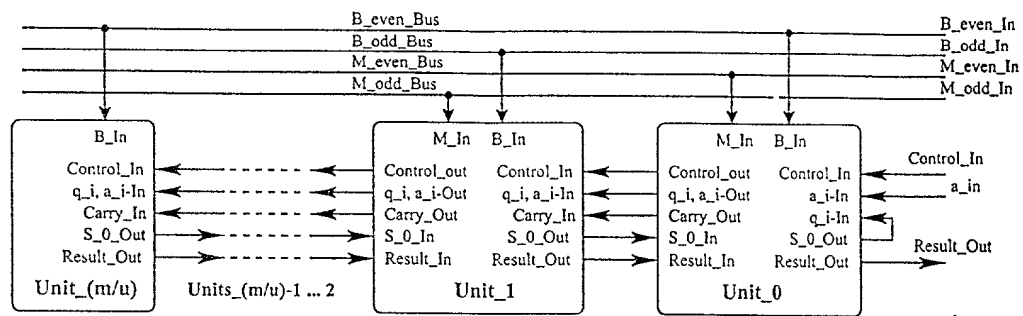 B_even_Bus B_even_In
B_odd_Bus B_odd_In
M_even_Bus M_even_In
M_odd_Bus M_odd_In
B_In M_In B_In M_In B_In
Control_In Control_out Control_In Control_out Control_In Control_In
q_i, a_i-In q_i, a_i-Out q_i, a_i-In q_i, a_i-Out a_i-In a_in
Carry_In Carry_Out Carry_In Carry_Out q_i-In
S_0_Out S_0_In S_0_Out S_0_In S_0_Out
Result_Out Result_In Result_Out Result_In Result_Out Result_Out
Unit_(m/u) Units_(m/u)-1 ... 2 Unit_1 Unit_0